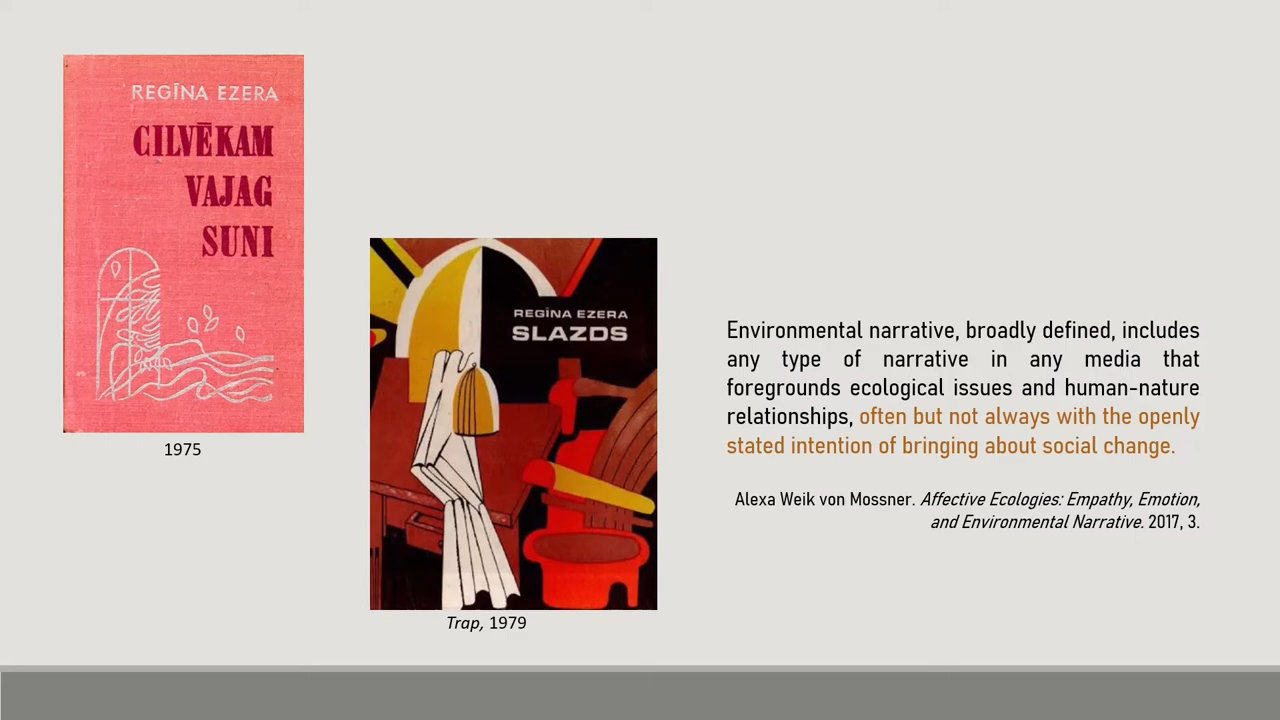 REGĪNA EZERA
CILVĒKAM
VAJAG
SUNI
1975
REGĪNA EZERA
SLAZDS
Trap, 1979
Environmental narrative, broadly defined, includes
any type of narrative in any media that
foregrounds ecological issues and human-nature
relationships, often but not always with the openly
stated intention of bringing about social change.
Alexa Weik von Mossner. Affective Ecologies: Empathy, Emotion,
and Environmental Narrative. 2017, 3.